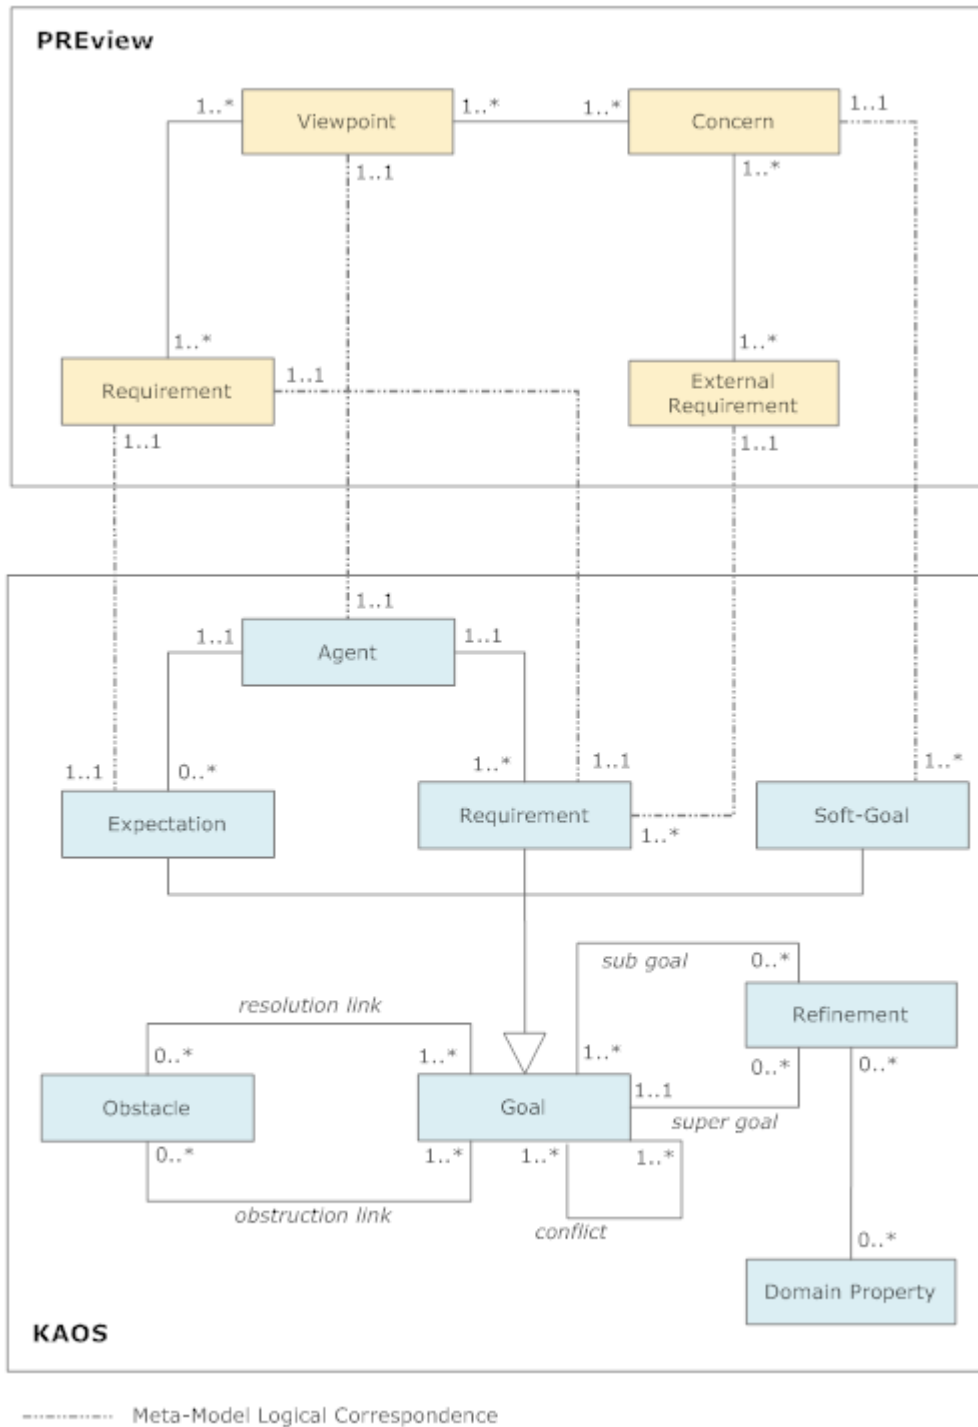 PREview
1..*
Viewpoint
1..*
1..*
Concern
1..1
1..1
1..*
1..*
1..*
Requirement
1..1
External
Requirement
1..1
1..1
1..1
1..1
Agent
1..1
1..1
0..*
1..*
1..1
1..*
Expectation
Requirement
1..*
Soft-Goal
sub goal
0..*
resolution link
Refinement
0..*
1..*
1..*
0..*
0..*
Obstacle
Goal
1..1
super goal
0..*
1..*
1..*
1..*
obstruction link
conflict
0..*
Domain Property
KAOS
Meta-Model Logical Correspondence